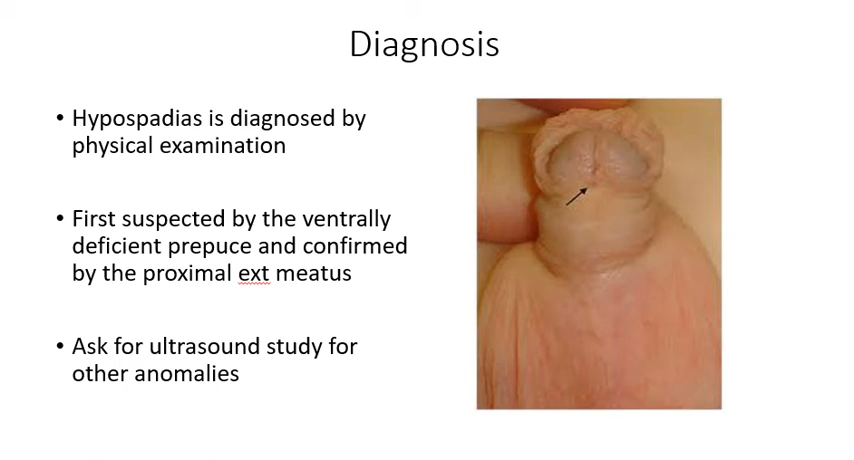 Diagnosis
• Hypospadias is diagnosed by
physical examination
• First suspected by the ventrally
deficient prepuce and confirmed
by the proximal ext meatus
• Ask for ultrasound study for
other anomalies